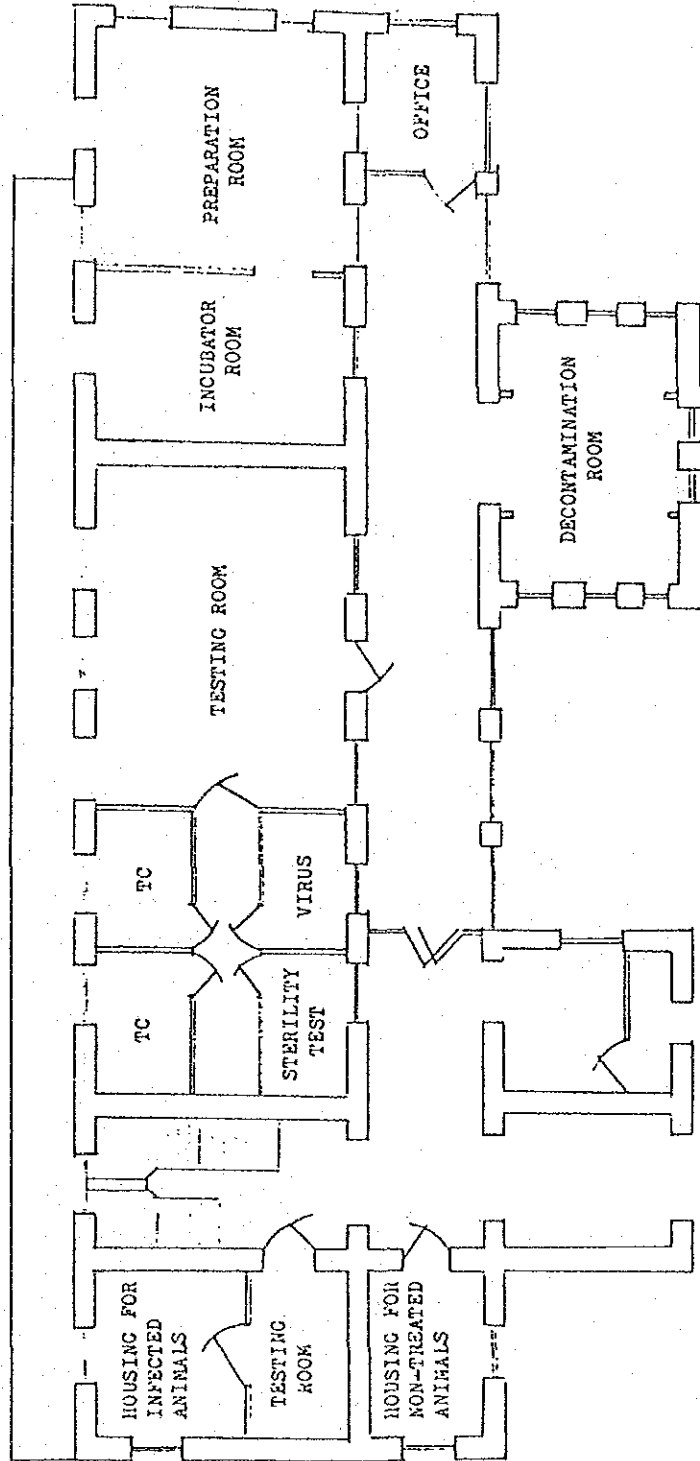 HOUSING FOR
INFECTED
ANIMALS
TESTING
ROOM
HOUSING FOR
NON-TREATED
ANIMALS
TC
STERILITY
TEST
TC
VIRUS
TESTING ROOM
INCUBATOR
ROOM
PREPARATION
ROOM
OFFICE
DECONTAMINATION
ROOM